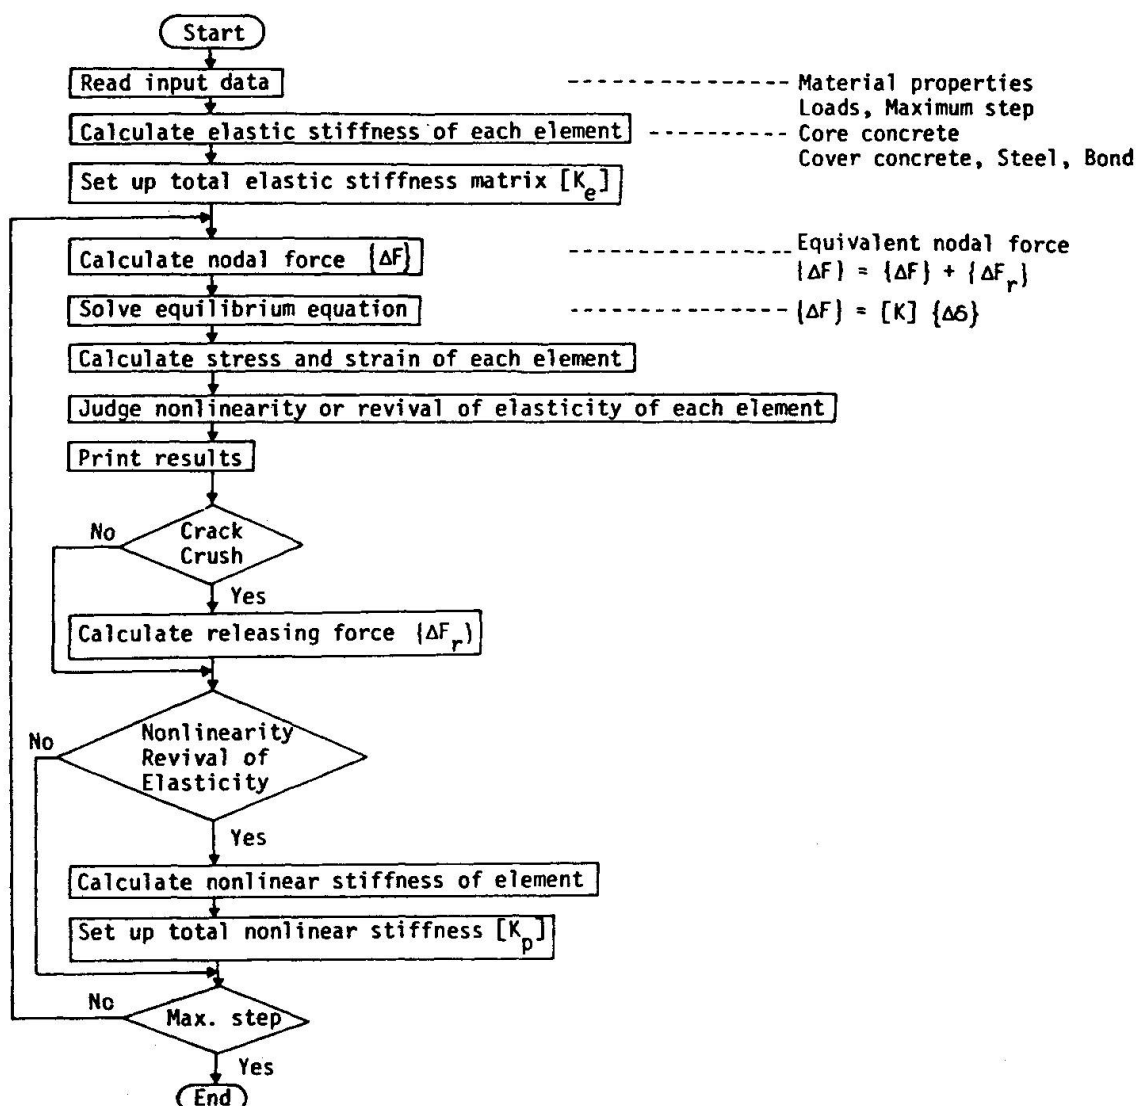 Start
Read input data
Material properties
Loads, Maximum step
Calculate elastic stiffness of each element
Core concrete
Cover concrete, Steel, Bond
Set up total elastic stiffness matrix [Ke]
Calculate nodal force {ΔF}
Equivalent nodal force
{ΔF} = {ΔF} + {ΔFr}
Solve equilibrium equation
{ΔF} = [K] {Δδ}
Calculate stress and strain of each element
Judge nonlinearity or revival of elasticity of each element
Print results
No
Crack
Crush
Yes
Calculate releasing force {ΔFr}
No
Nonlinearity
Revival of
Elasticity
Yes
Calculate nonlinear stiffness of element
Set up total nonlinear stiffness [Kp]
No
Max. step
Yes
End